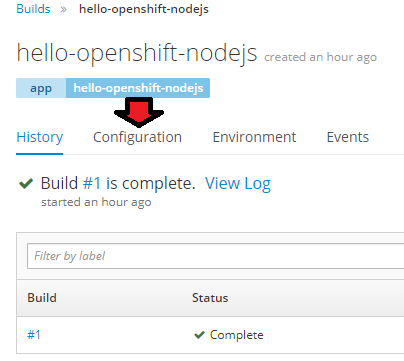 Builds » hello-openshift-nodejs
hello-openshift-nodejs created an hour ago
app hello-openshift-nodejs
History Configuration Environment Events
Build #1 is complete. View Log
started an hour ago
Filter by label
Build Status
#1 Complete